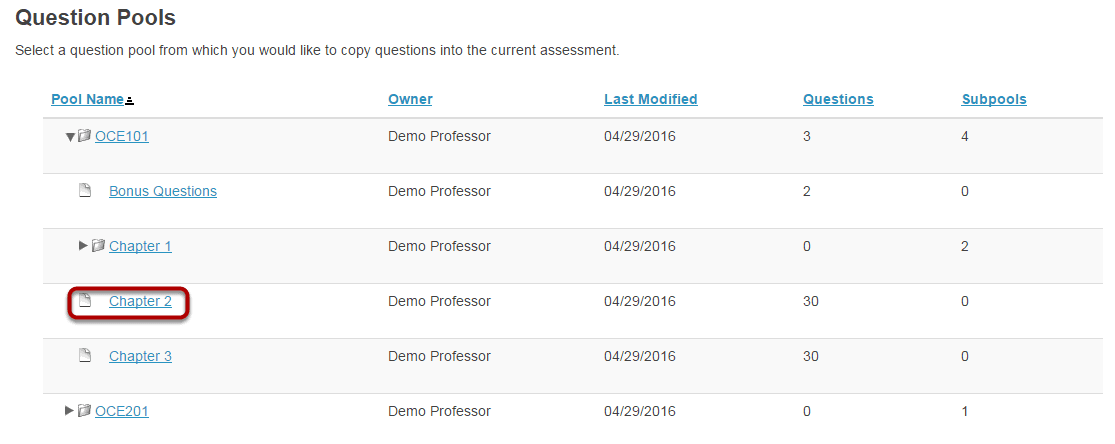 Question Pools
Select a question pool from which you would like to copy questions into the current assessment.
Pool Name Owner Last Modified Questions Subpools
OCE101 Demo Professor 04/29/2016 3 4
Bonus Questions Demo Professor 04/29/2016 2 0
Chapter 1 Demo Professor 04/29/2016 0 2
Chapter 2 Demo Professor 04/29/2016 30 0
Chapter 3 Demo Professor 04/29/2016 30 0
OCE201 Demo Professor 04/29/2016 0 1